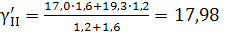 γ′II = (17,0·1,6+19,3·1,2)/(1,2+1,6) = 17,98